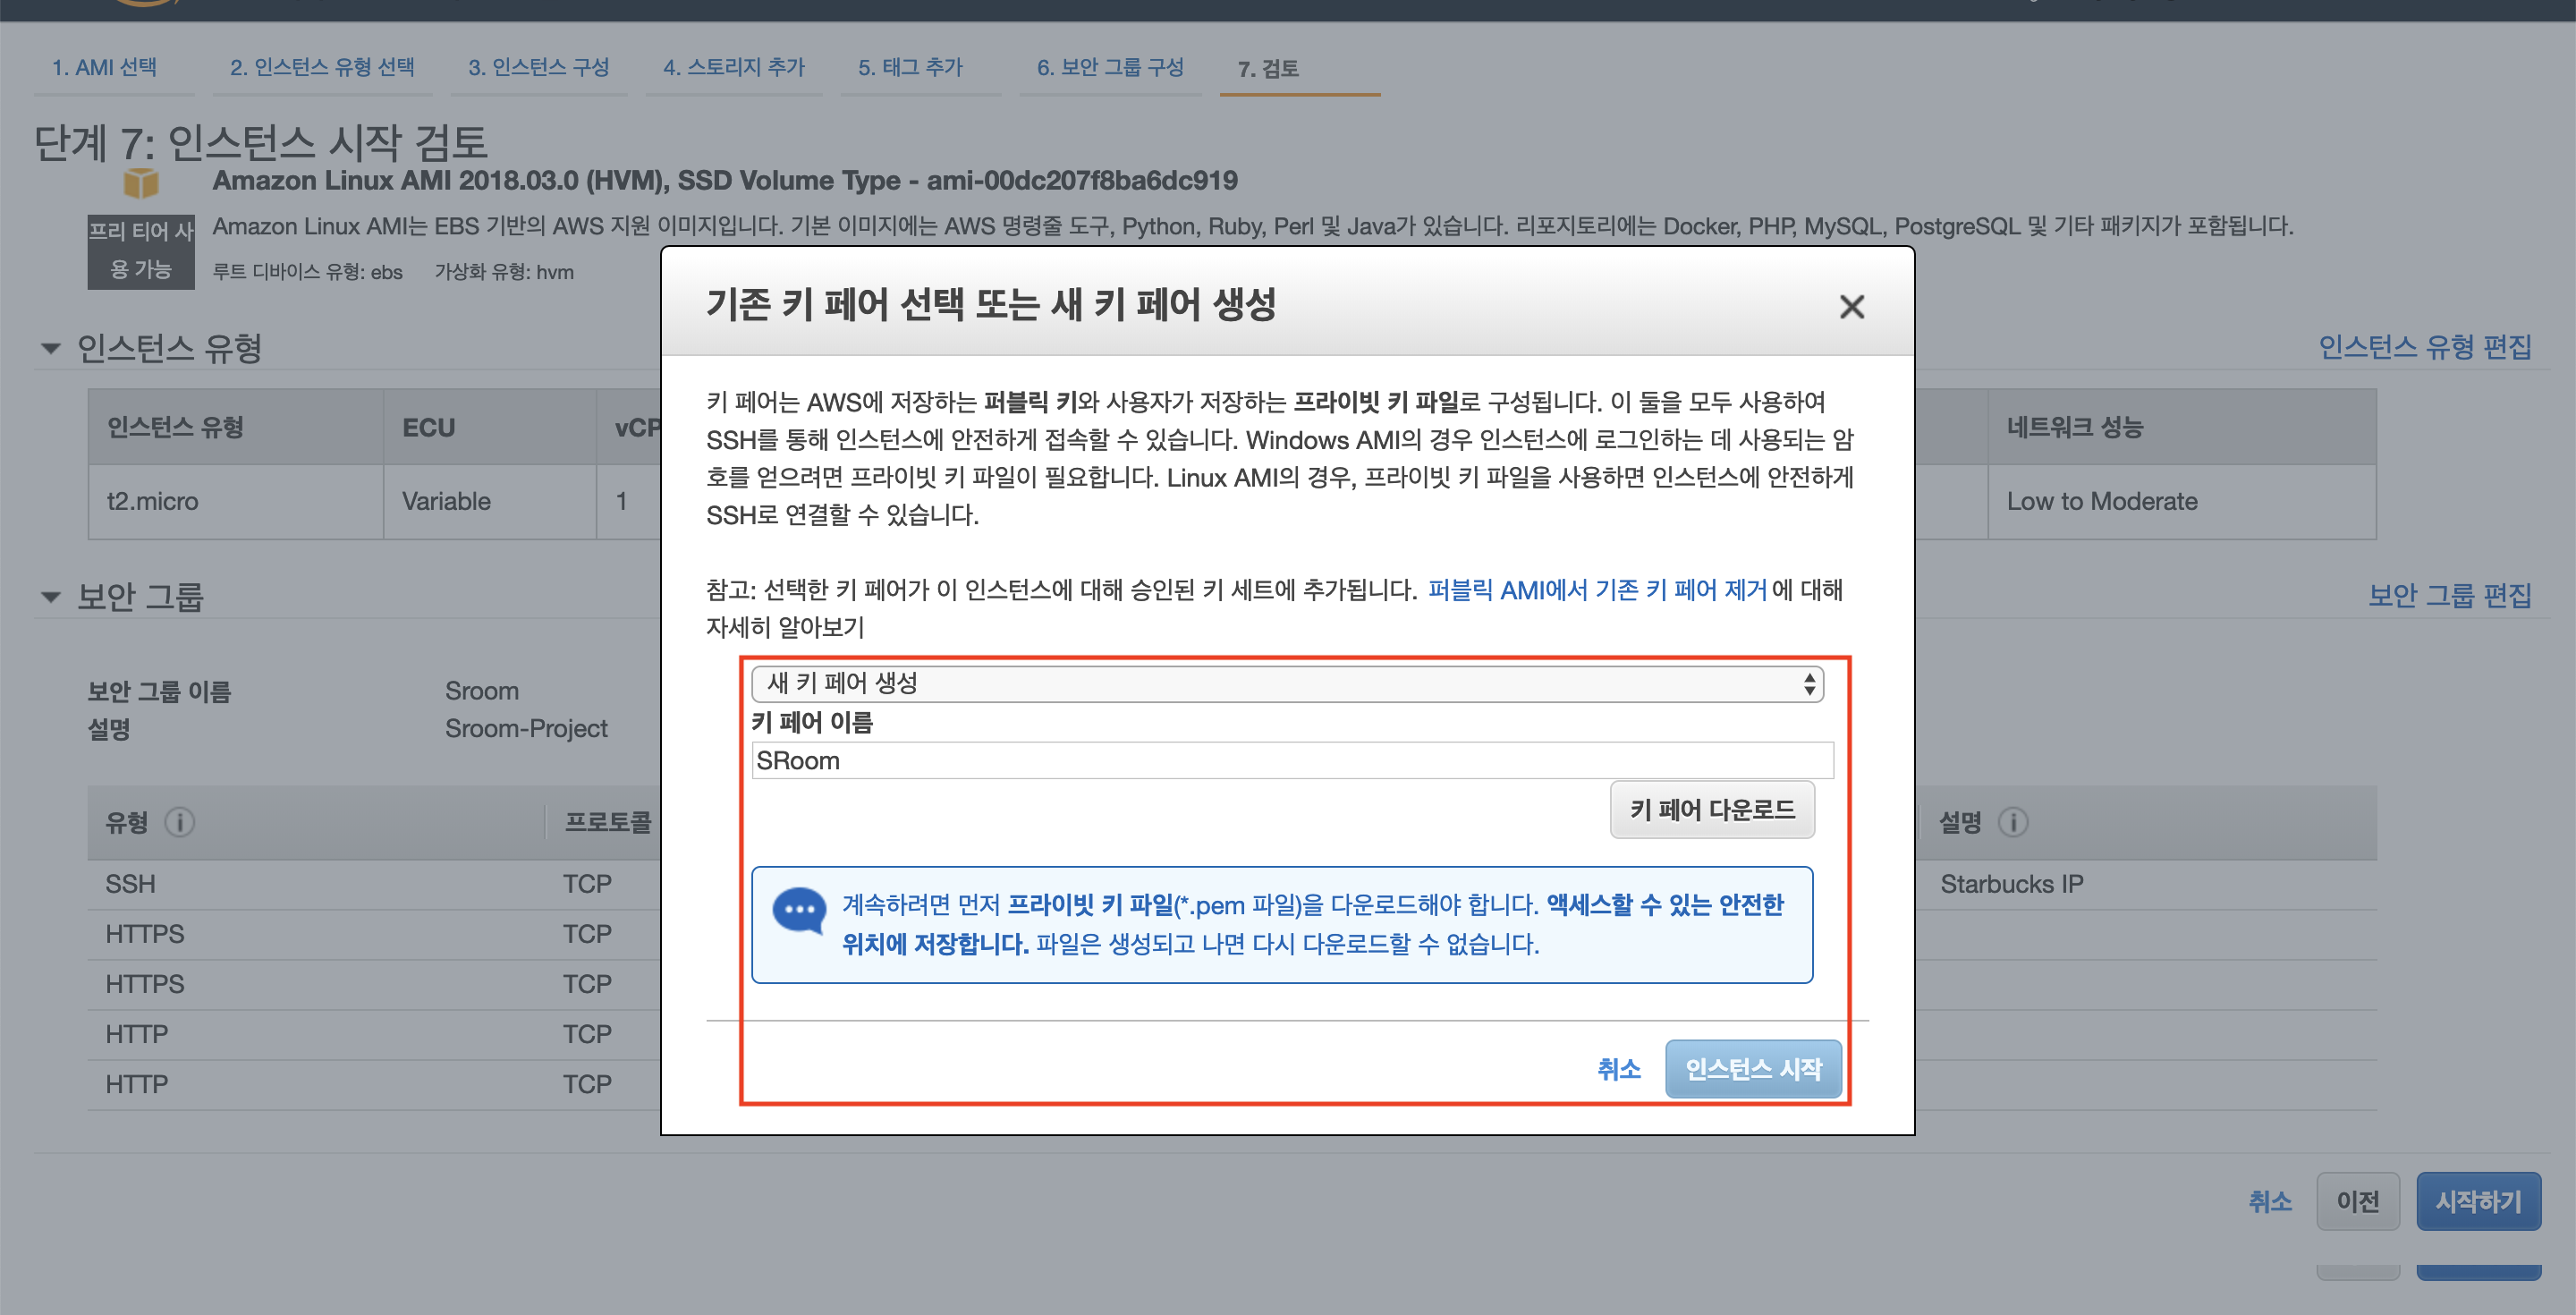 1. AMI 선택
2. 인스턴스 유형 선택
3. 인스턴스 구성
4. 스토리지 추가
5. 태그 추가
6. 보안 그룹 구성
7. 검토
단계 7: 인스턴스 시작 검토
Amazon Linux AMI 2018.03.0 (HVM), SSD Volume Type - ami-00dc207f8ba6dc919
프리 티어 사
용 가능
Amazon Linux AMI는 EBS 기반의 AWS 지원 이미지입니다. 기본 이미지에는 AWS 명령줄 도구, Python, Ruby, Perl 및 Java가 있습니다. 리포지토리에는 Docker, PHP, MySQL, PostgreSQL 및 기타 패키지가 포함됩니다.
루트 디바이스 유형: ebs 가상화 유형: hvm
인스턴스 유형
인스턴스 유형 편집
인스턴스 유형 ECU vCP 네트워크 성능
t2.micro Variable 1 Low to Moderate
보안 그룹
보안 그룹 편집
보안 그룹 이름 Sroom
설명 Sroom-Project
유형 프로토콜 설명
SSH TCP Starbucks IP
HTTPS TCP
HTTPS TCP
HTTP TCP
HTTP TCP
기존 키 페어 선택 또는 새 키 페어 생성
키 페어는 AWS에 저장하는 퍼블릭 키와 사용자가 저장하는 프라이빗 키 파일로 구성됩니다. 이 둘을 모두 사용하여
SSH를 통해 인스턴스에 안전하게 접속할 수 있습니다. Windows AMI의 경우 인스턴스에 로그인하는 데 사용되는 암
호를 얻으려면 프라이빗 키 파일이 필요합니다. Linux AMI의 경우, 프라이빗 키 파일을 사용하면 인스턴스에 안전하게
SSH로 연결할 수 있습니다.
참고: 선택한 키 페어가 이 인스턴스에 대해 승인된 키 세트에 추가됩니다. 퍼블릭 AMI에서 기존 키 페어 제거에 대해
자세히 알아보기
새 키 페어 생성
키 페어 이름
SRoom
키 페어 다운로드
계속하려면 먼저 프라이빗 키 파일(*.pem 파일)을 다운로드해야 합니다. 액세스할 수 있는 안전한
위치에 저장합니다. 파일은 생성되고 나면 다시 다운로드할 수 없습니다.
취소 인스턴스 시작
취소 이전 시작하기